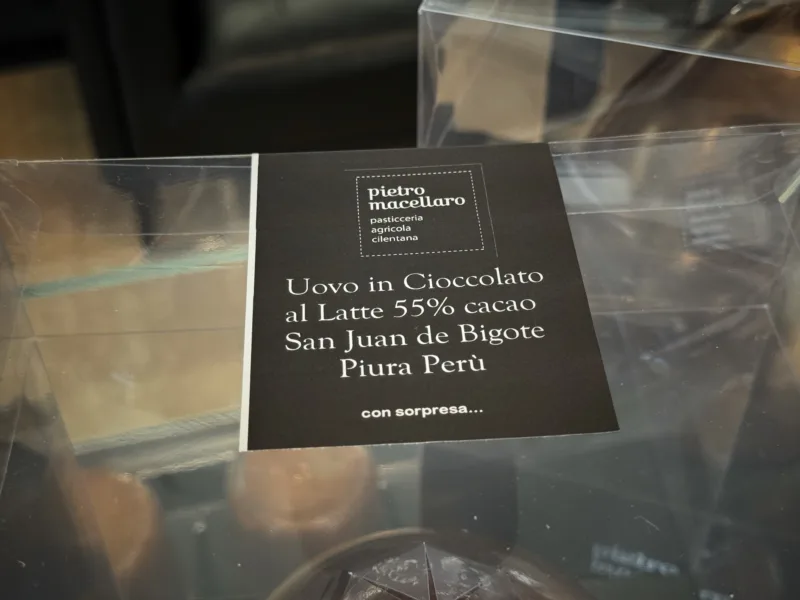 pietro
macellaro
pasticceria
agricola
cilentana
Uovo in Cioccolato
al Latte 55% cacao
San Juan de Bigote
Piura Perù
con sorpresa...
pietro